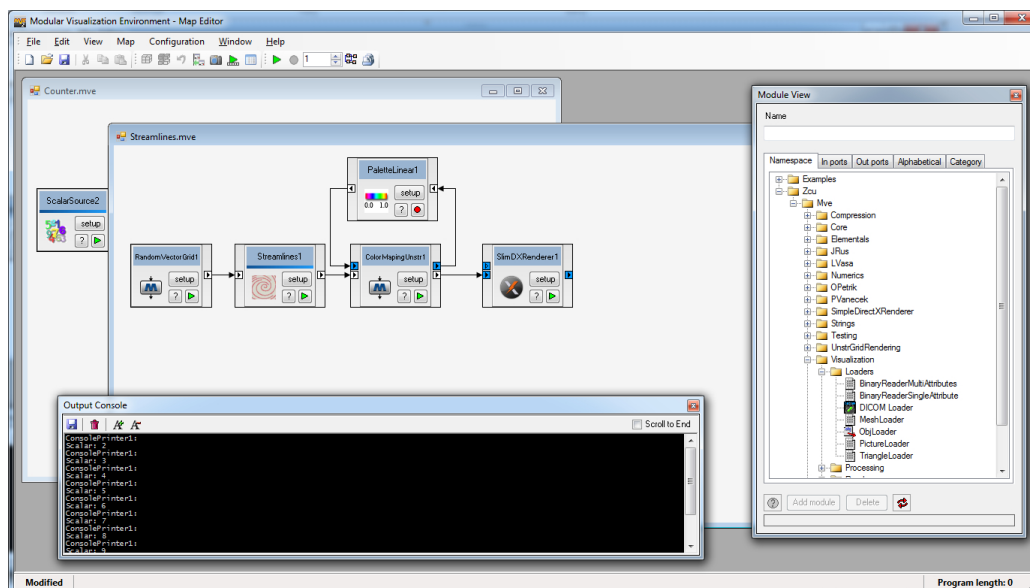 Modular Visualization Environment - Map Editor
File Edit View Map Configuration Window Help
1
Counter.mve
Streamlines.mve
ScalarSource2
setup
?
PaletteLinear1
setup
0.0 1.0
?
RandomVectorGrid1
setup
?
Streamlines1
setup
?
ColorMapingUnstr1
setup
?
SlimDXRenderer1
setup
?
Module View
Name
Namespace In ports Out ports Alphabetical Category
Examples
Zcu
Mve
Compression
Core
Elementals
JRus
LVasa
Numerics
OPetrik
PVanecek
SimpleDirectXRenderer
Strings
Testing
UnstrGridRendering
Visualization
Loaders
BinaryReaderMultiAttributes
BinaryReaderSingleAttribute
DICOM Loader
MeshLoader
ObjLoader
PictureLoader
TriangleLoader
Processing
Add module Delete
Output Console
Scroll to End
ConsolePrinter1:
Scalar: 2
ConsolePrinter1:
Scalar: 3
ConsolePrinter1:
Scalar: 4
ConsolePrinter1:
Scalar: 5
ConsolePrinter1:
Scalar: 6
ConsolePrinter1:
Scalar: 7
ConsolePrinter1:
Scalar: 8
ConsolePrinter1:
Scalar: 9
Modified
Program length: 0